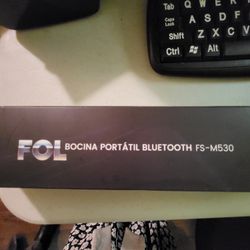 Tab
Q
W
E
R
Caps Lock
A
S
D
F
Shift
Z
X
C
Ctrl
Alt
FOL BOCINA PORTÁTIL BLUETOOTH FS-M530